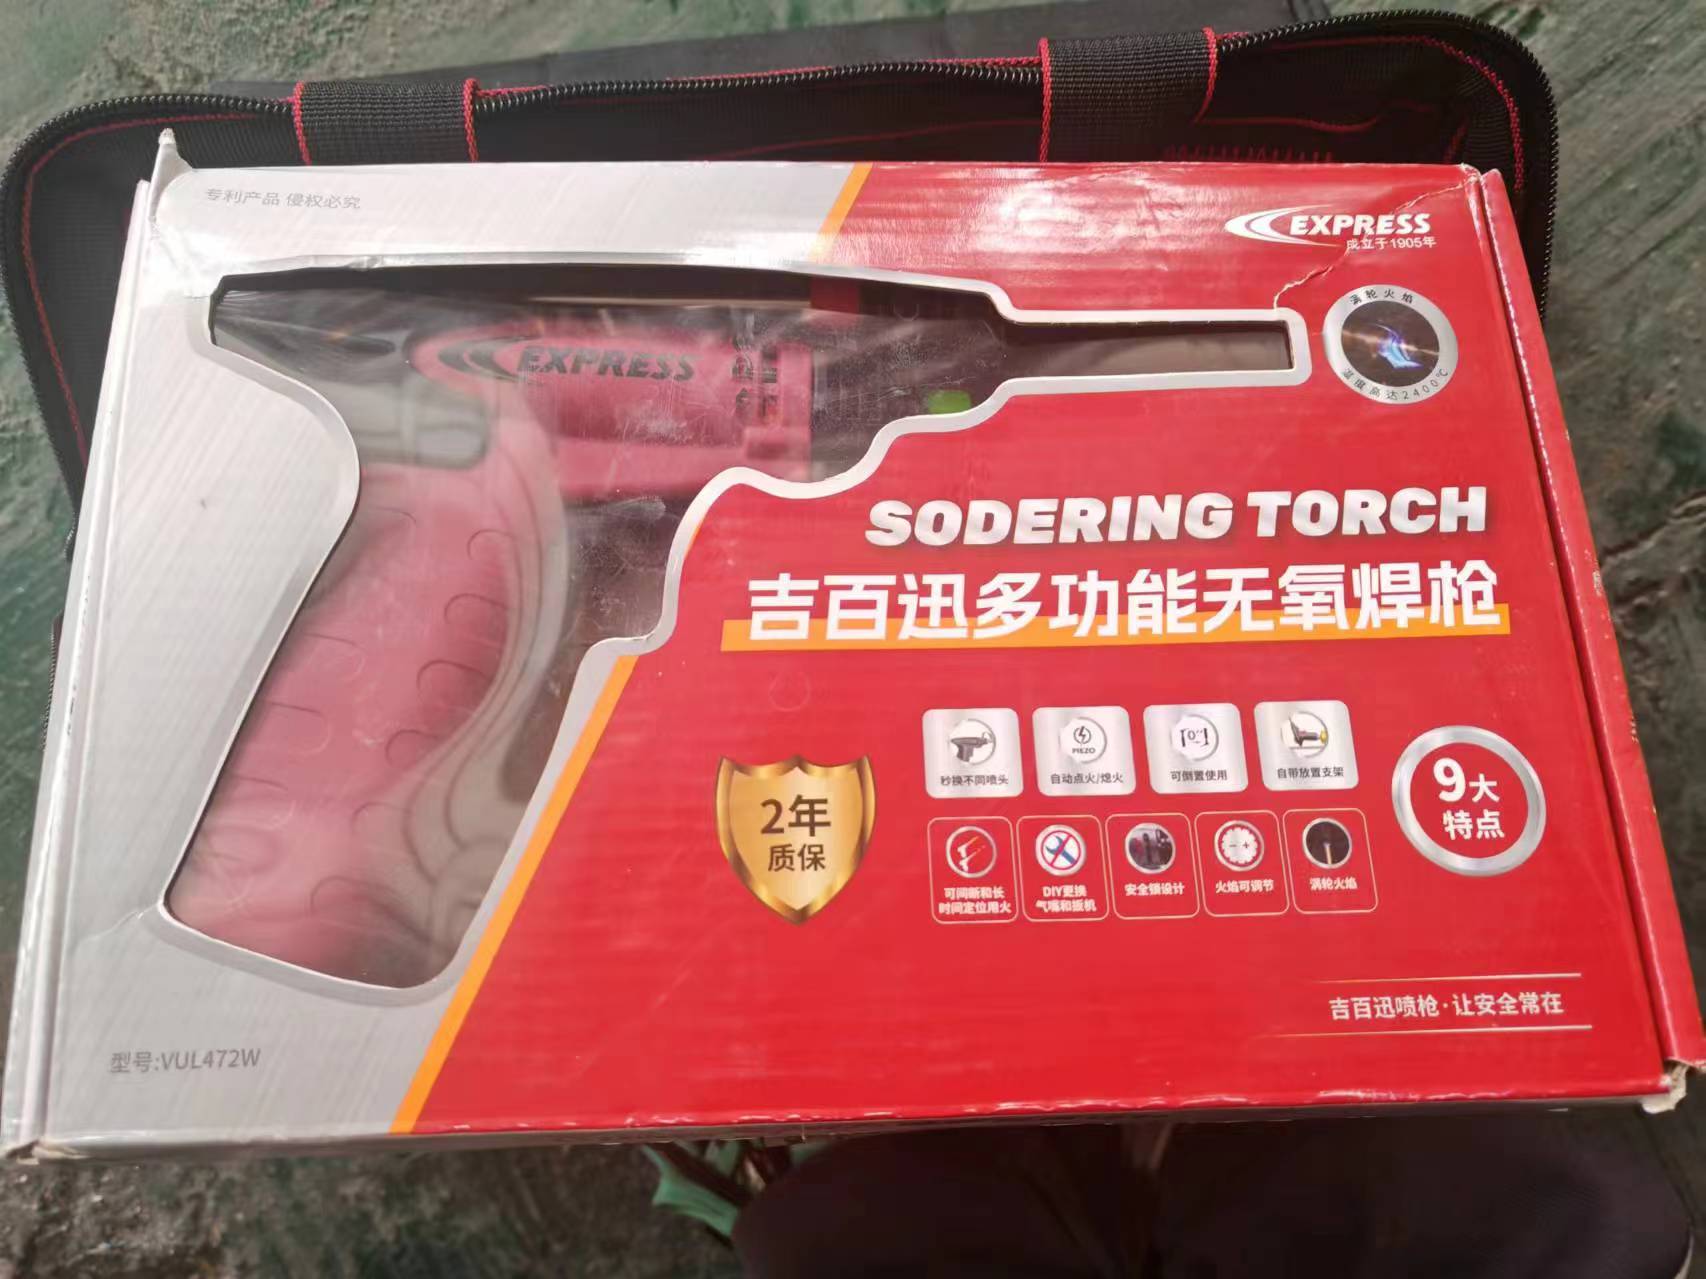 专利产品 侵权必究
EXPRESS
成立于1905年
涡轮火焰
温度高达2400℃
EXPRESS
SODERING TORCH
吉百迅多功能无氧焊枪
秒换不同喷头
PIEZO
自动点火/熄火
可倒置使用
自带放置支架
9大
特点
2年
质保
可间断和长
时间定位用火
DIY更换
气嘴和扳机
安全锁设计
火焰可调节
涡轮火焰
吉百迅喷枪·让安全常在
型号:VUL472W